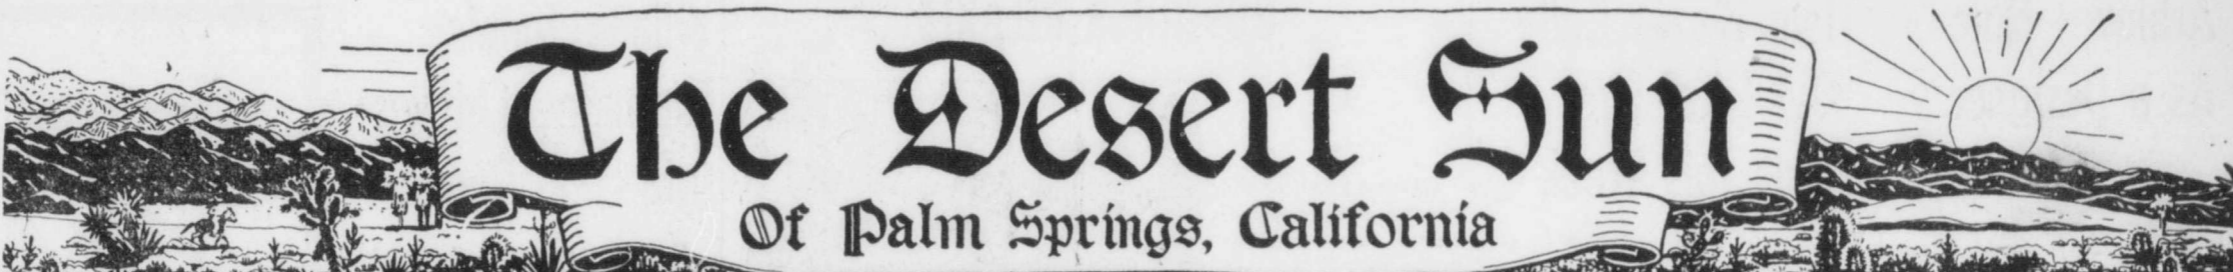 The Desert Sun
Of Palm Springs, California